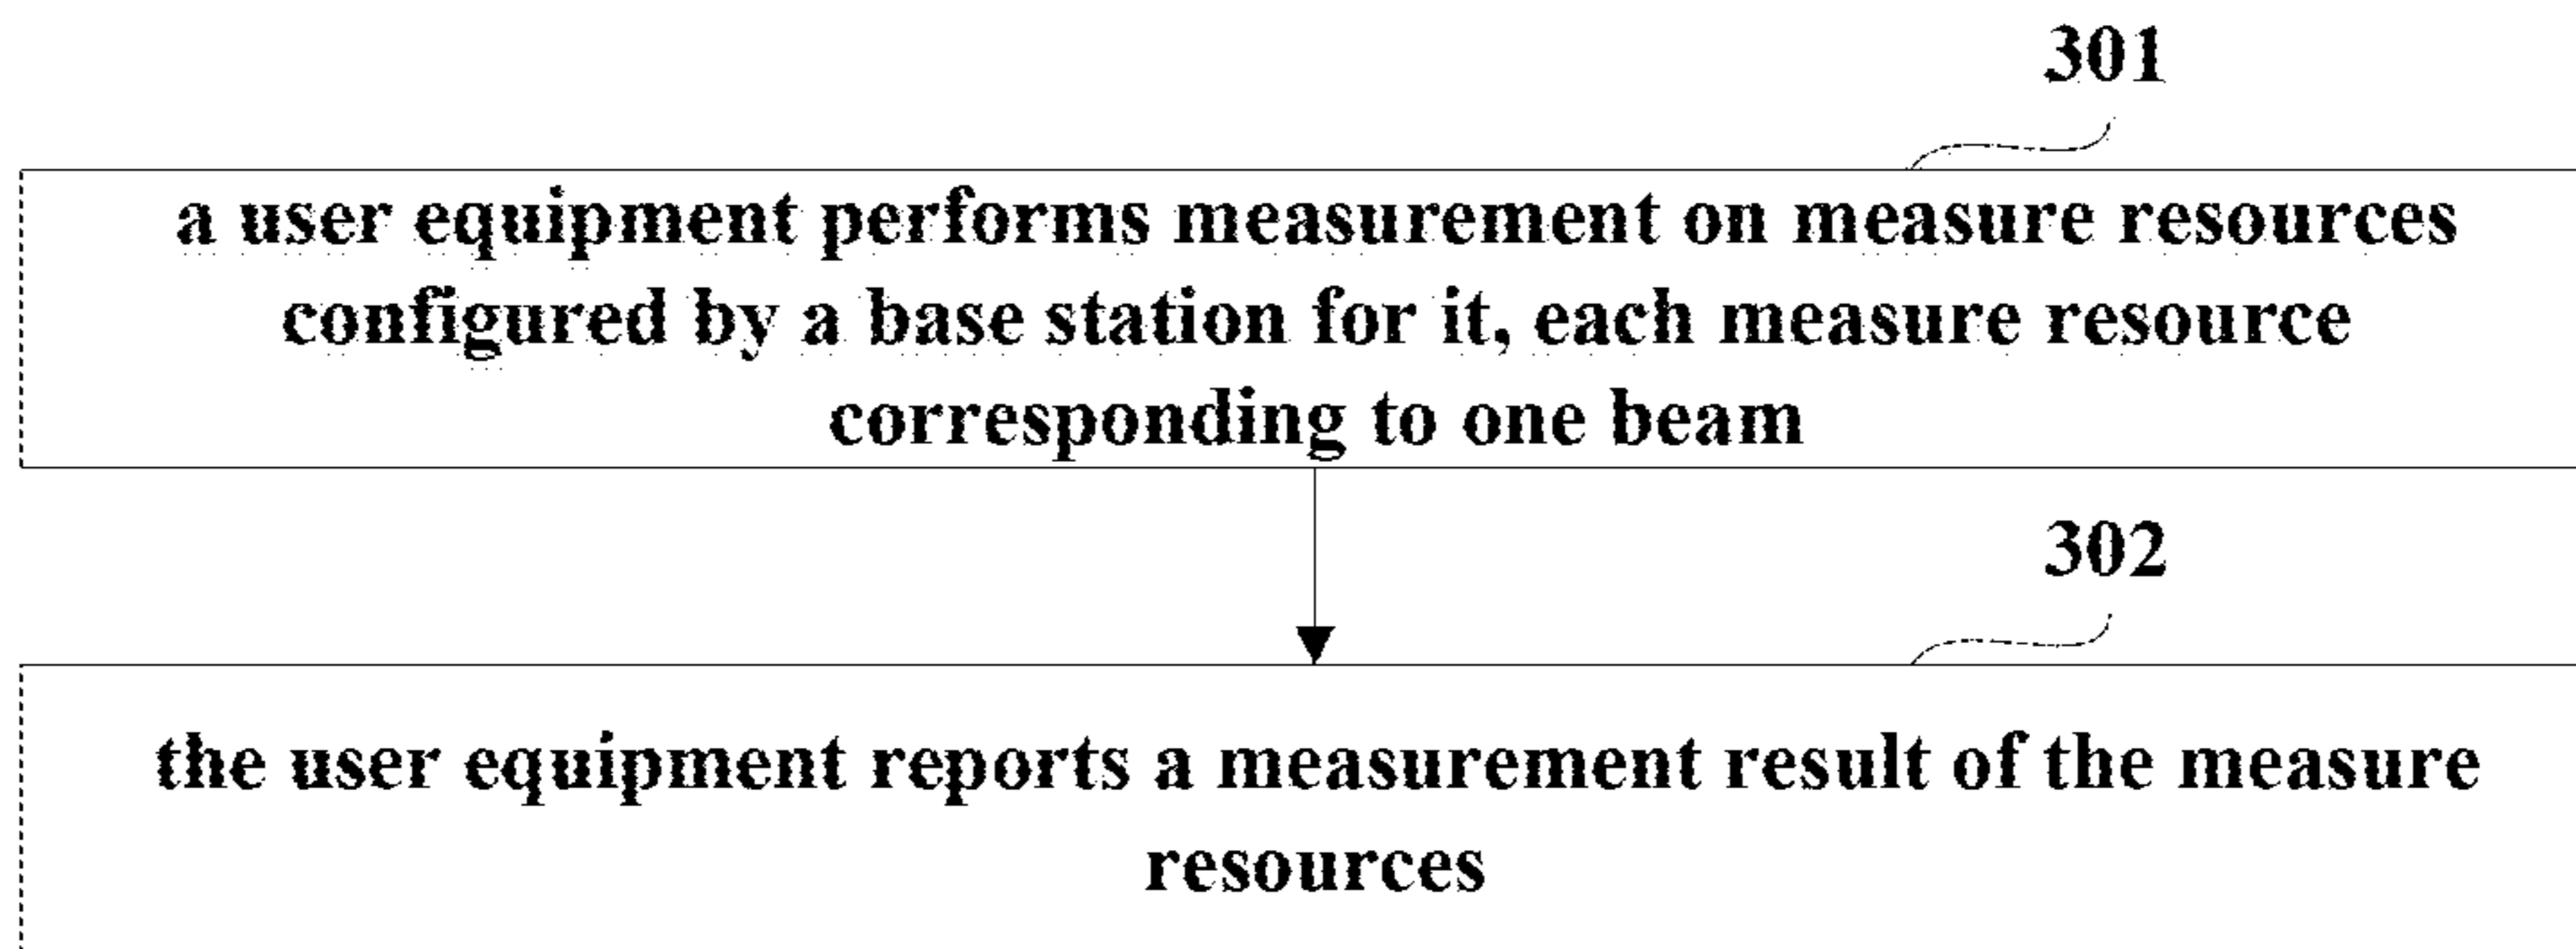 301
a user equipment performs measurement on measure resources
configured by a base station for it, each measure resource
corresponding to one beam
302
the user equipment reports a measurement result of the measure
resources